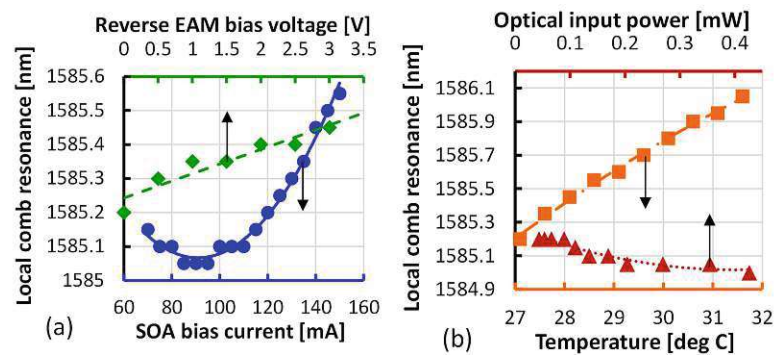 Reverse EAM bias voltage [V]
0 0.5 1 1.5 2 2.5 3 3.5
Local comb resonance [nm]
1585.6
1585.5
1585.4
1585.3
1585.2
1585.1
1585
60 80 100 120 140 160
(a) SOA bias current [mA]
Optical input power [mW]
0 0.1 0.2 0.3 0.4
Local comb resonance [nm]
1586.1
1585.9
1585.7
1585.5
1585.3
1585.1
1584.9
27 28 29 30 31 32
(b) Temperature [deg C]